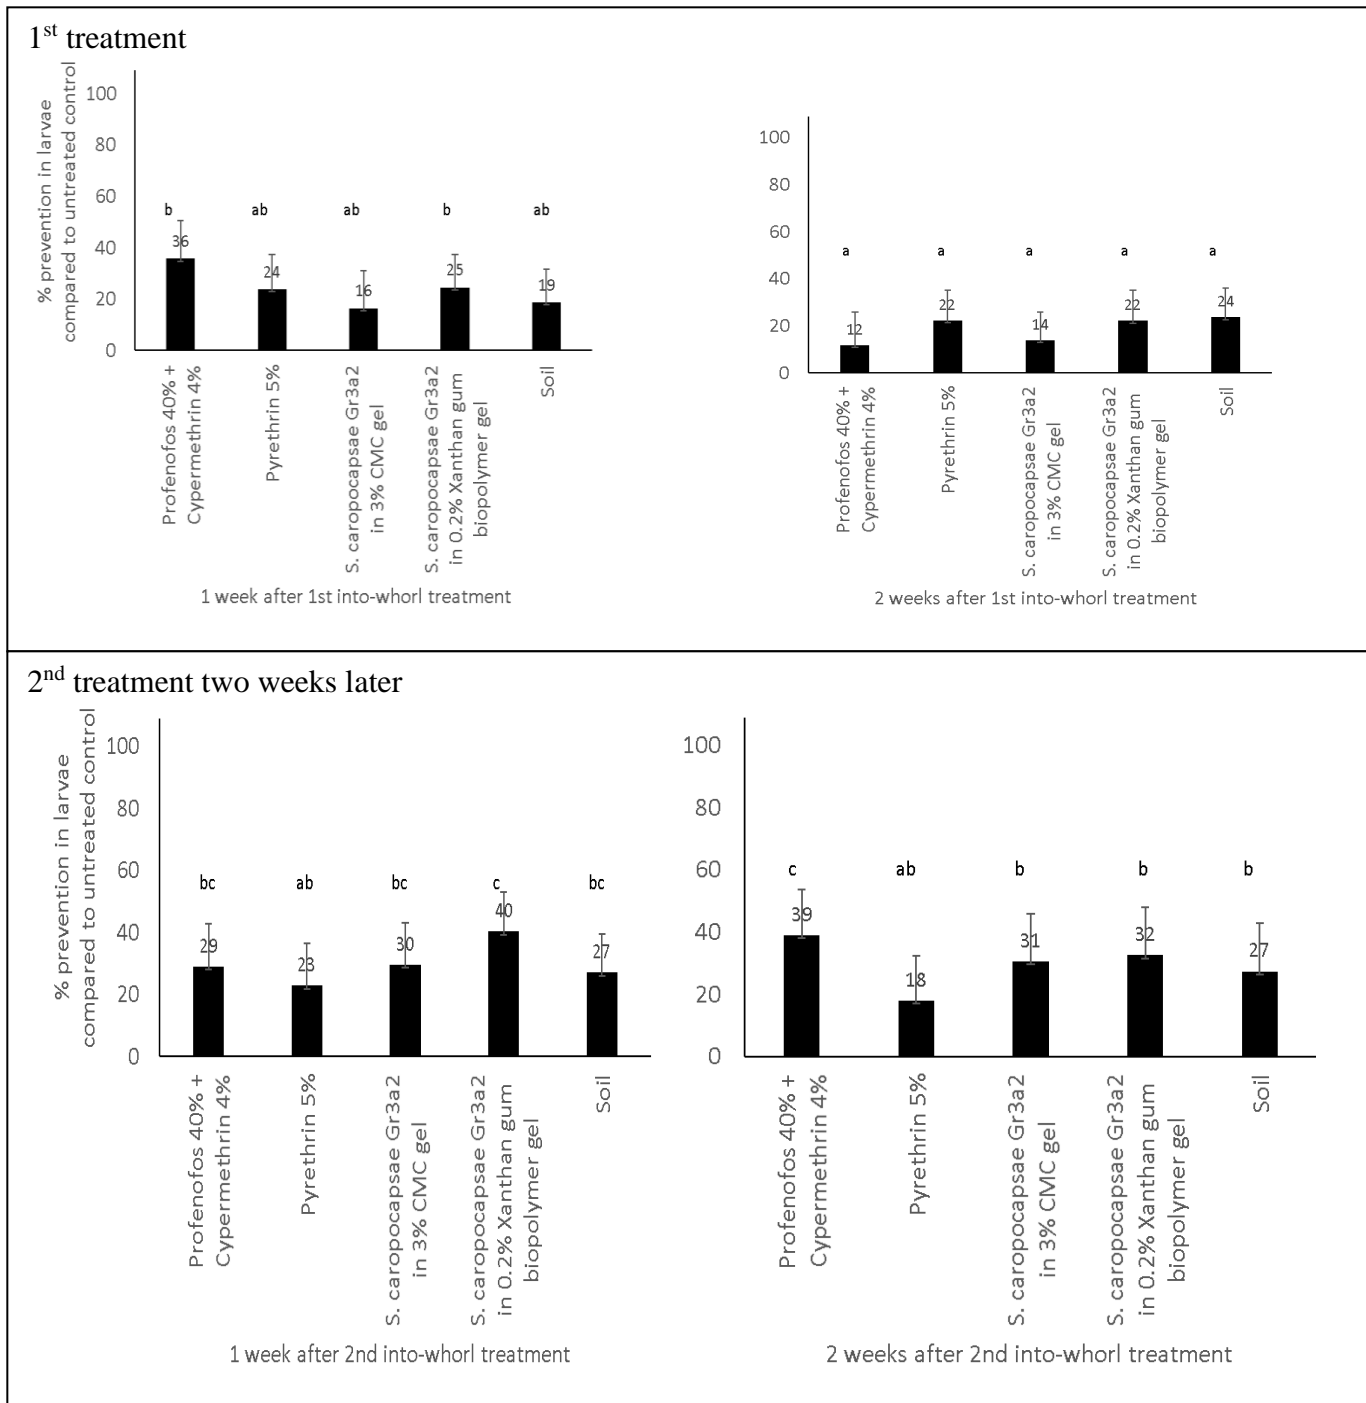 1st treatment
% prevention in larvae
compared to untreated control
100
80
60
40
20
0
b
ab
ab
b
ab
36
24
16
25
19
Profenofos 40% +
Cypermethrin 4%
Pyrethrin 5%
S. caropocapsae Gr3a2
in 3% CMC gel
S. caropocapsae Gr3a2
in 0.2% Xanthan gum
biopolymer gel
Soil
1 week after 1st into-whorl treatment
100
80
60
40
20
0
a
a
a
a
a
12
22
14
22
24
Profenofos 40% +
Cypermethrin 4%
Pyrethrin 5%
S. caropocapsae Gr3a2
in 3% CMC gel
S. caropocapsae Gr3a2
in 0.2% Xanthan gum
biopolymer gel
Soil
2 weeks after 1st into-whorl treatment
2nd treatment two weeks later
% prevention in larvae
compared to untreated control
100
80
60
40
20
0
bc
ab
bc
c
bc
29
23
30
40
27
Profenofos 40% +
Cypermethrin 4%
Pyrethrin 5%
S. caropocapsae Gr3a2
in 3% CMC gel
S. caropocapsae Gr3a2
in 0.2% Xanthan gum
biopolymer gel
Soil
1 week after 2nd into-whorl treatment
100
80
60
40
20
0
c
ab
b
b
b
39
18
31
32
27
Profenofos 40% +
Cypermethrin 4%
Pyrethrin 5%
S. caropocapsae Gr3a2
in 3% CMC gel
S. caropocapsae Gr3a2
in 0.2% Xanthan gum
biopolymer gel
Soil
2 weeks after 2nd into-whorl treatment